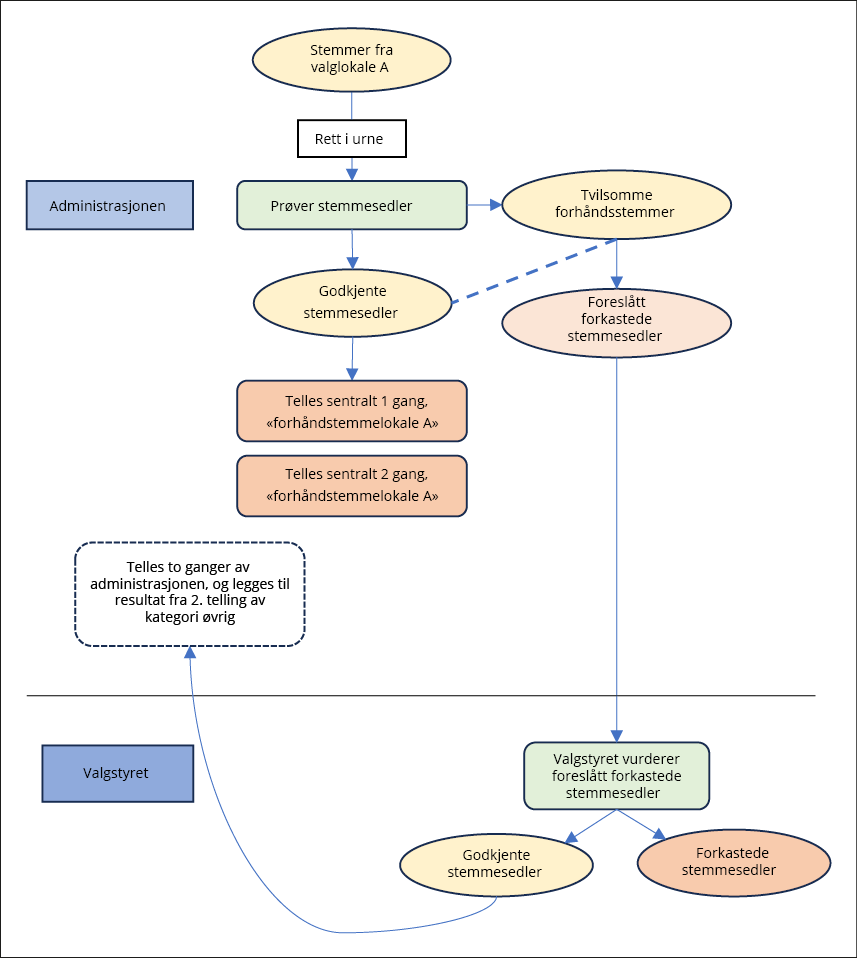 Stemmer fra
valglokale A
Rett i urne
Administrasjonen
Prøver stemmesedler
Tvilsomme
forhåndsstemmer
Godkjente
stemmesedler
Foreslått
forkastede
stemmesedler
Telles sentralt 1 gang,
«forhåndstemmelokale A»
Telles sentralt 2 gang,
«forhåndstemmelokale A»
Telles to ganger av
administrasjonen, og legges til
resultat fra 2. telling av
kategori øvrig
Valgstyret
Valgstyret vurderer
foreslått forkastede
stemmesedler
Godkjente
stemmesedler
Forkastede
stemmesedler